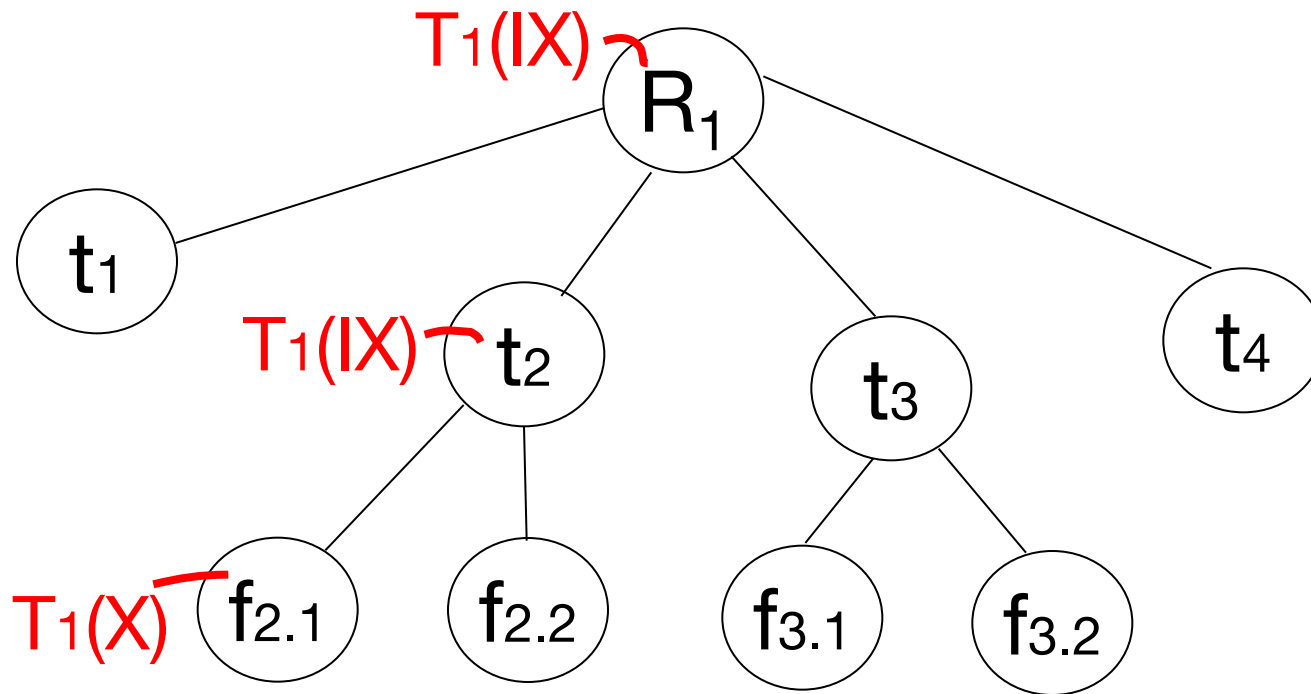 T₁(IX)
R₁
t₁
T₁(IX)
t₂
t₃
t₄
T₁(X)
f₂.₁
f₂.₂
f₃.₁
f₃.₂